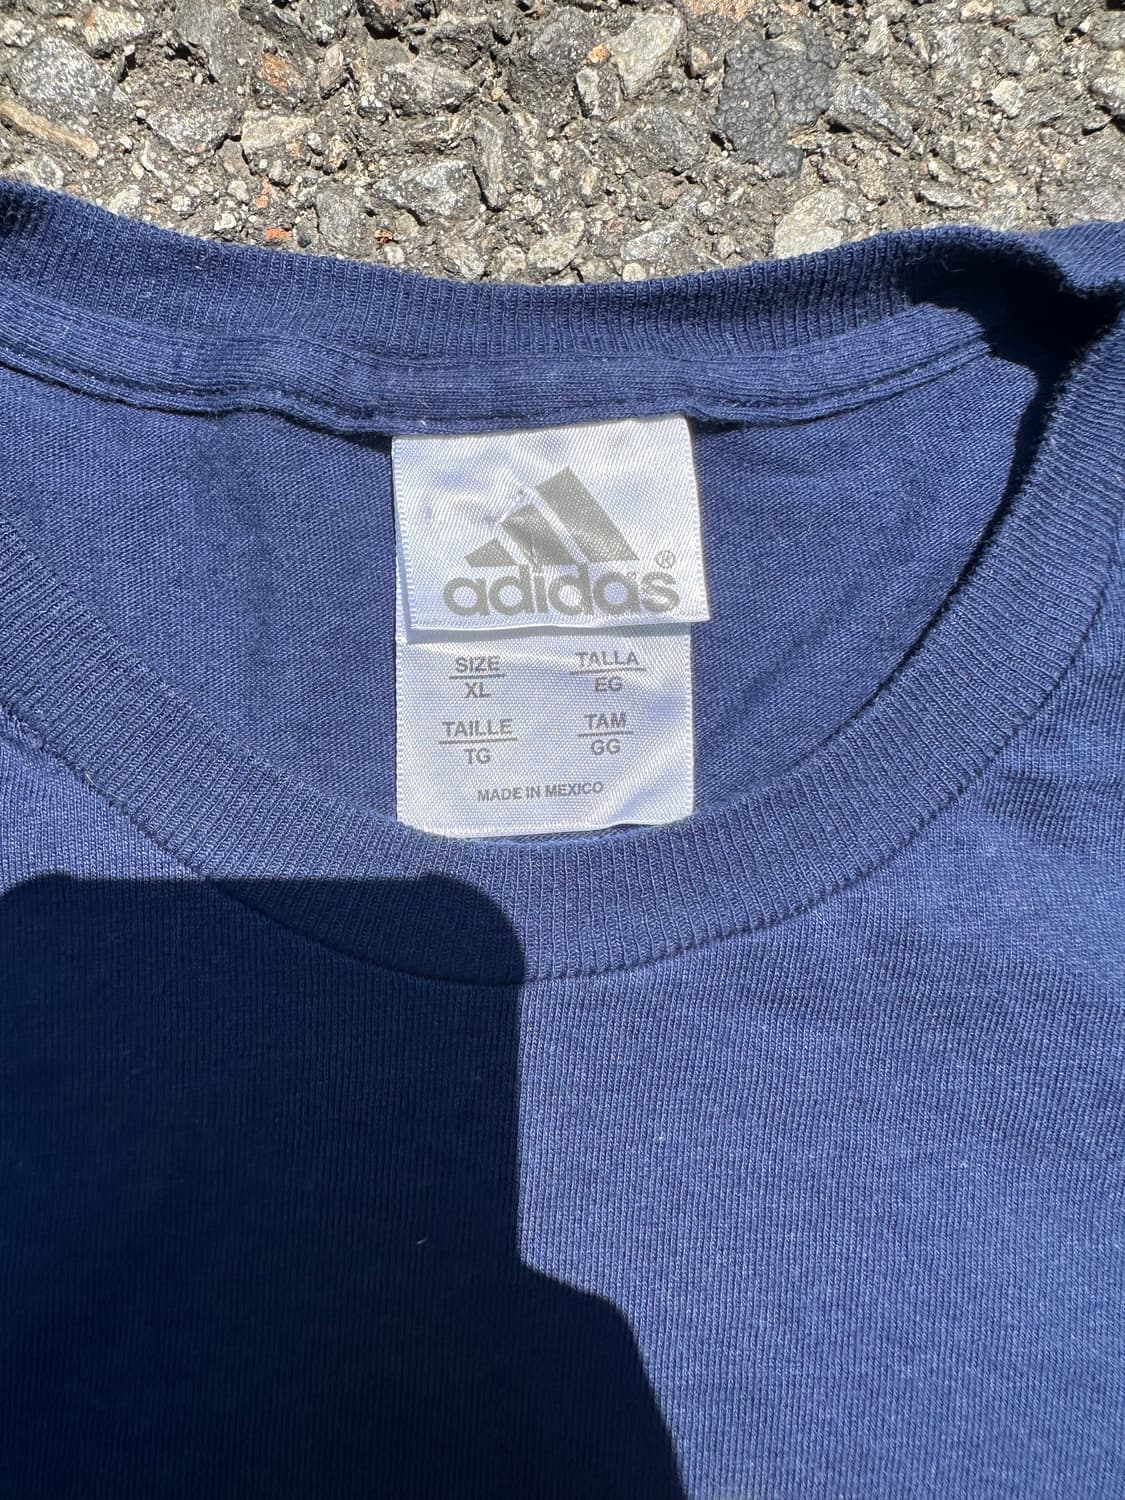 adidas®
SIZE TALLA
XL EG
TAILLE TAM
TG GG
MADE IN MEXICO